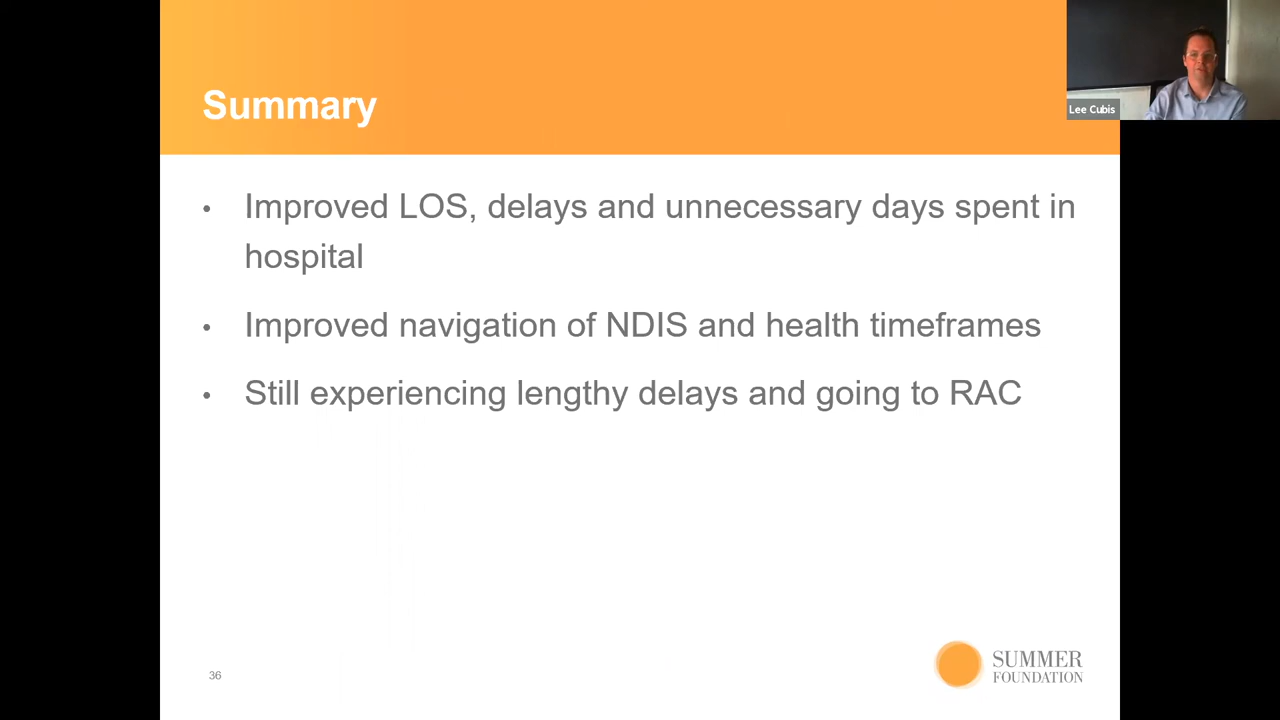 Summary
Lee Cubis
• Improved LOS, delays and unnecessary days spent in
hospital
• Improved navigation of NDIS and health timeframes
• Still experiencing lengthy delays and going to RAC
36
SUMMER
FOUNDATION